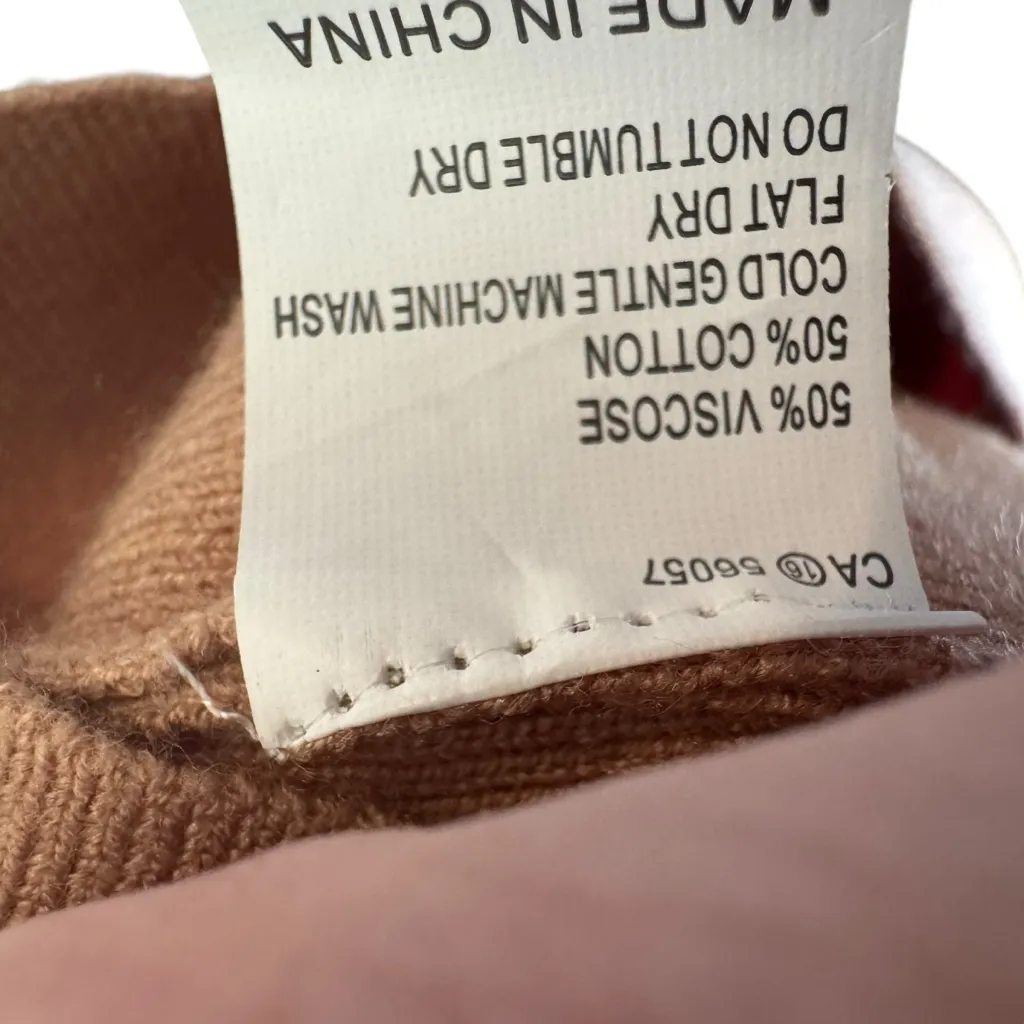 CA 16 56057
50% VISCOSE
50% COTTON
COLD GENTLE MACHINE WASH
FLAT DRY
DO NOT TUMBLE DRY
MADE IN CHINA